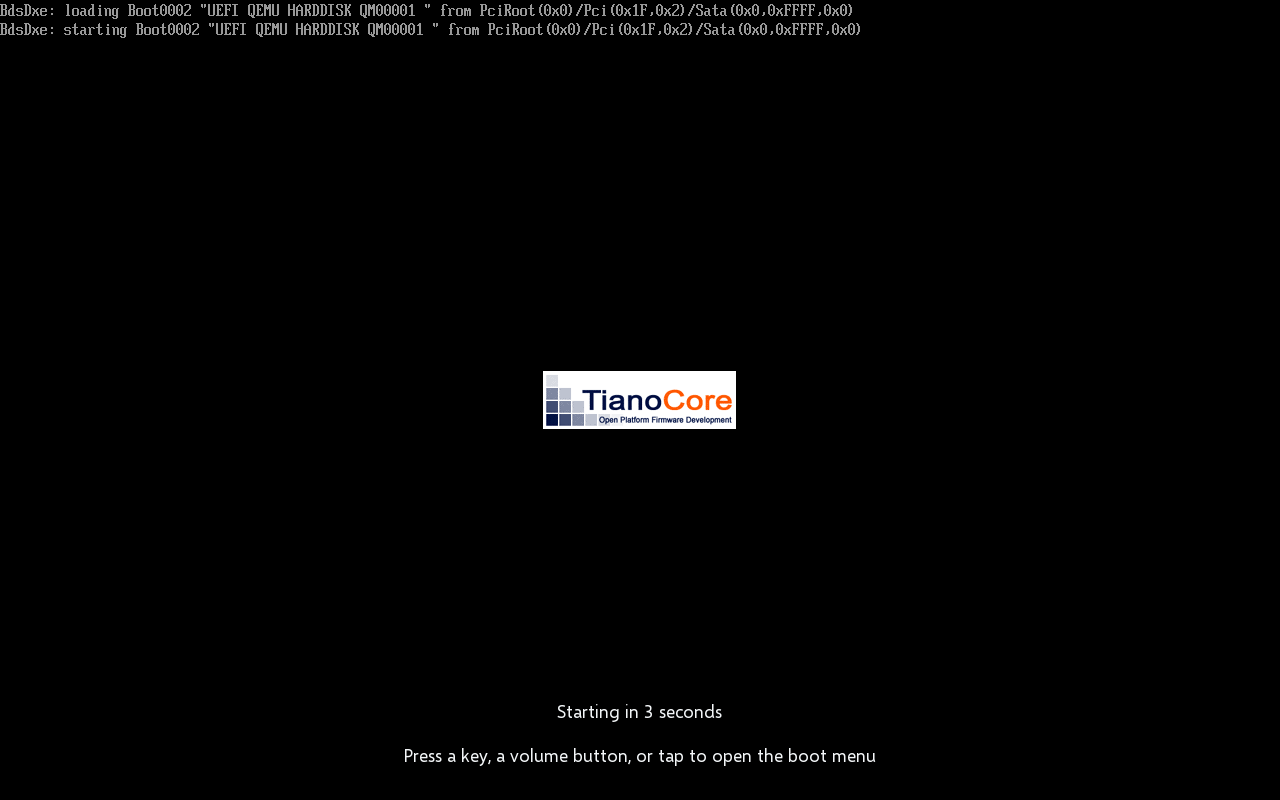 BdsDxe: loading Boot0002 "UEFI QEMU HARDDISK QM00001 " from PciRoot(0x0)/Pci(0x1F,0x2)/Sata(0x0,0xFFFF,0x0)
BdsDxe: starting Boot0002 "UEFI QEMU HARDDISK QM00001 " from PciRoot(0x0)/Pci(0x1F,0x2)/Sata(0x0,0xFFFF,0x0)
TianoCore
Open Platform Firmware Development
Starting in 3 seconds
Press a key, a volume button, or tap to open the boot menu